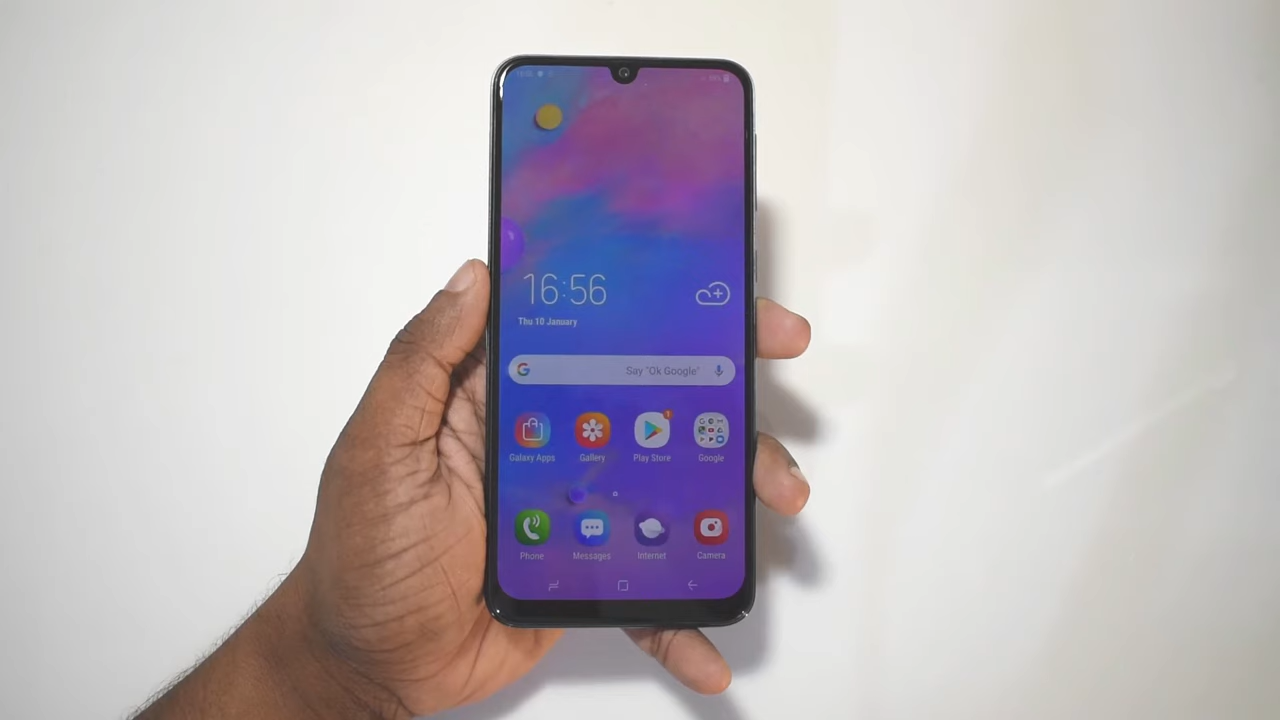 16:56
Thu 10 January
Say "Ok Google"
Galaxy Apps Gallery Play Store Google
Phone Messages Internet Camera